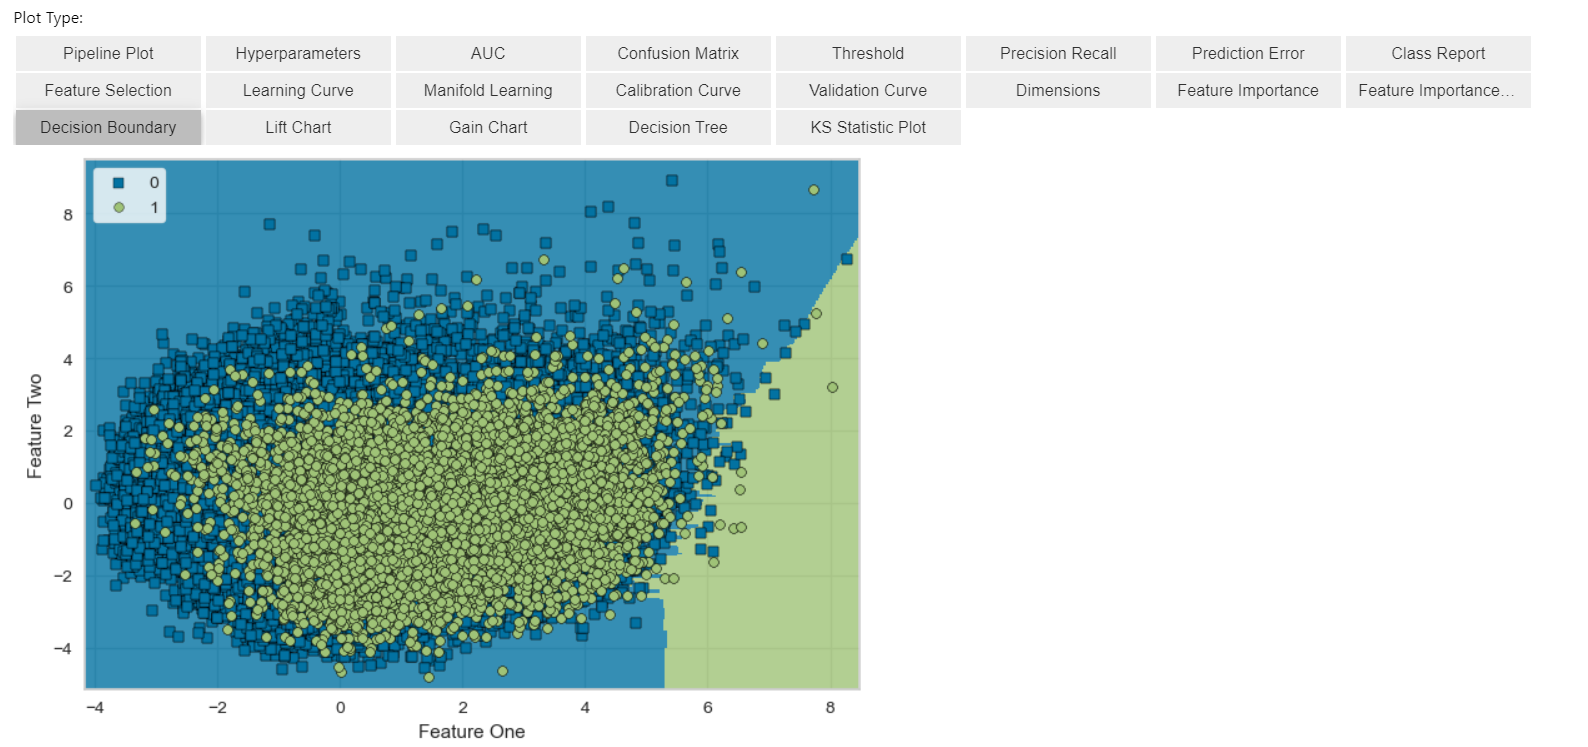 Plot Type:
Pipeline Plot Hyperparameters AUC Confusion Matrix Threshold Precision Recall Prediction Error Class Report
Feature Selection Learning Curve Manifold Learning Calibration Curve Validation Curve Dimensions Feature Importance Feature Importance…
Decision Boundary Lift Chart Gain Chart Decision Tree KS Statistic Plot
0
1
8
6
4
2
0
−2
−4
Feature Two
−4 −2 0 2 4 6 8
Feature One